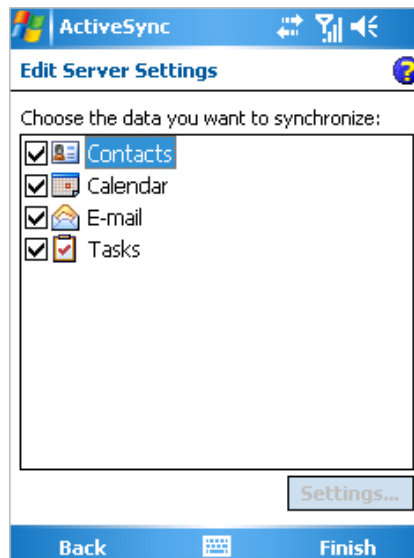 ActiveSync
Edit Server Settings
?
Choose the data you want to synchronize:
Contacts
Calendar
E-mail
Tasks
Settings...
Back Finish